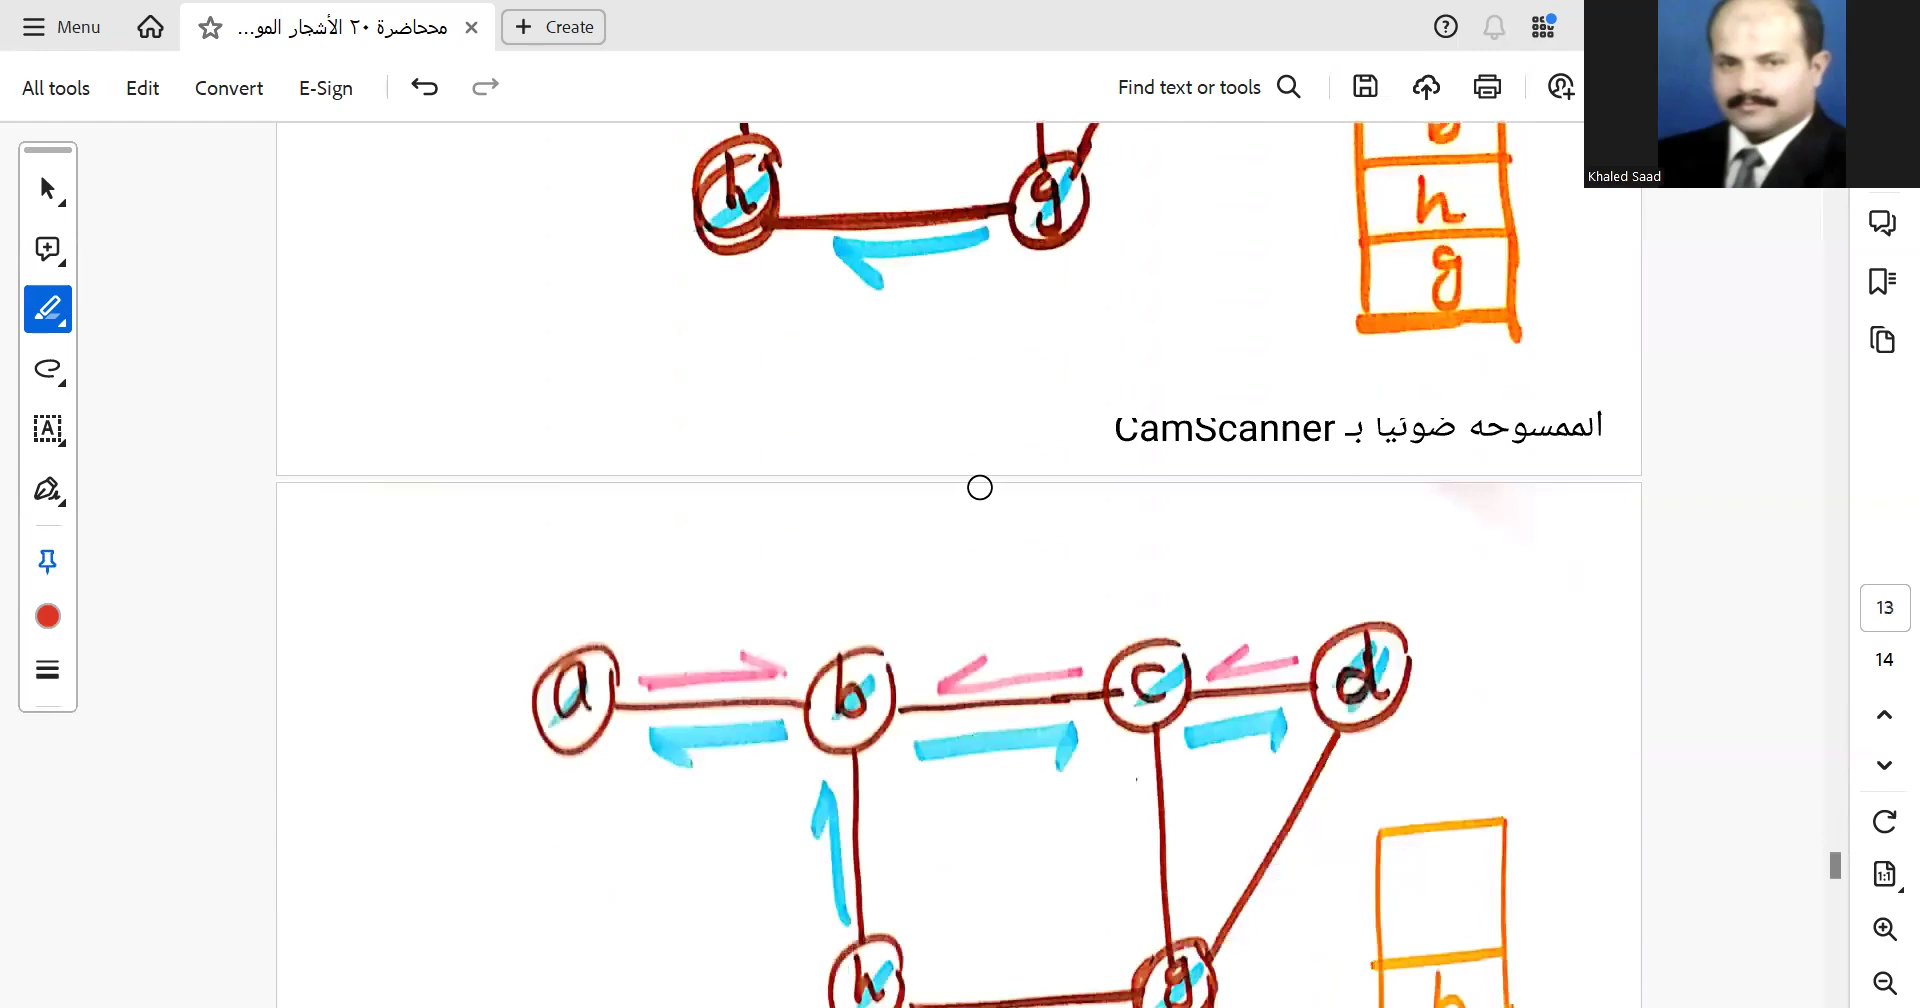 Menu
محاضرة ٢٠ الأشجار المو...
Create
All tools
Edit
Convert
E-Sign
Find text or tools
Khaled Saad
h
g
h
g
الممسوحه ضوئيا بـ CamScanner
a
b
c
d
h
g
b
13
14